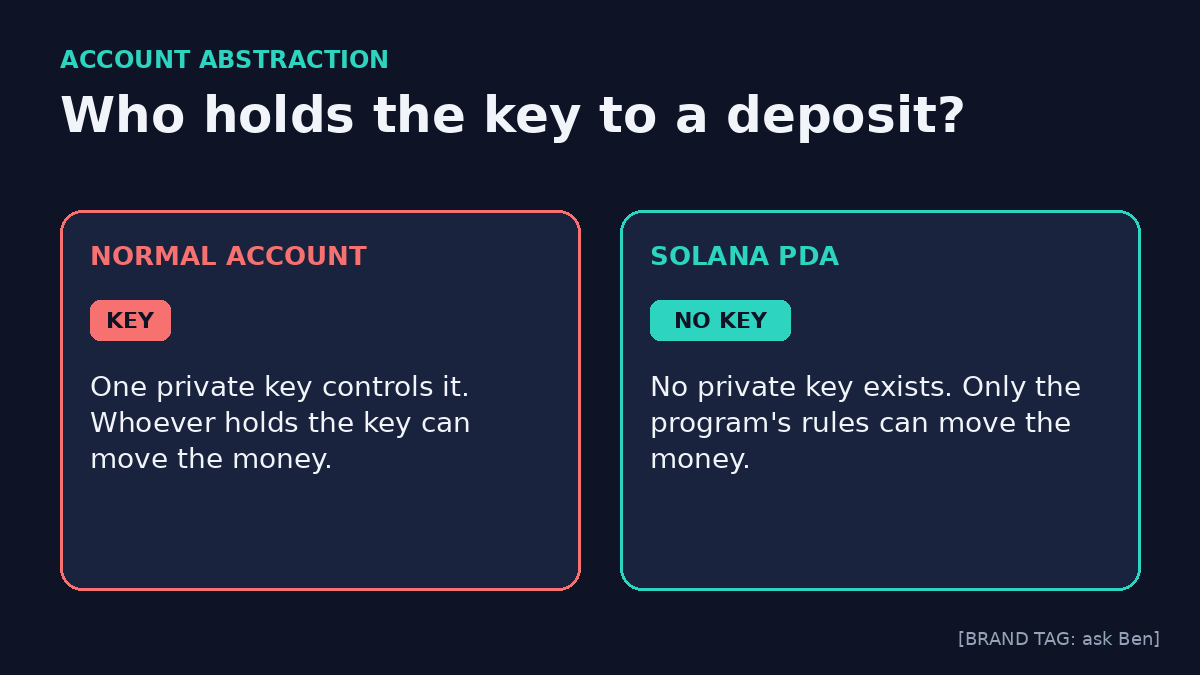 ACCOUNT ABSTRACTION
Who holds the key to a deposit?
NORMAL ACCOUNT
KEY
One private key controls it.
Whoever holds the key can
move the money.
SOLANA PDA
NO KEY
No private key exists. Only the
program's rules can move the
money.
[BRAND TAG: ask Ben]